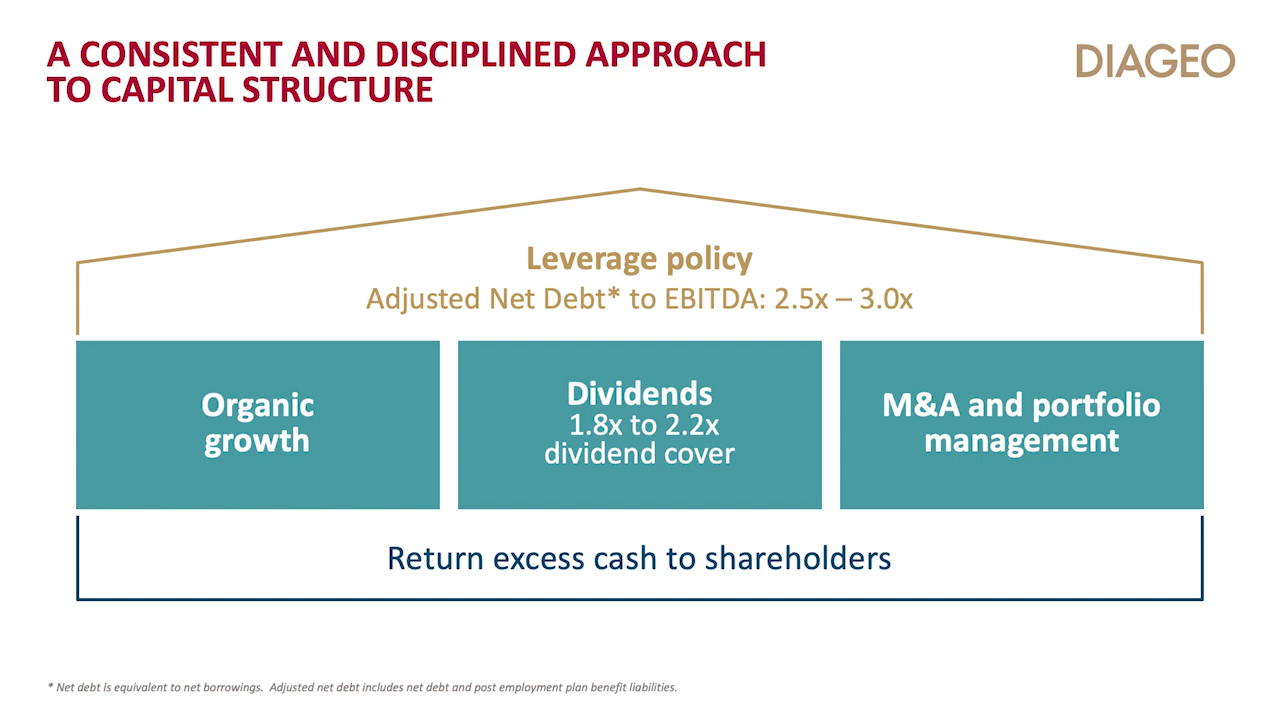 A CONSISTENT AND DISCIPLINED APPROACH
TO CAPITAL STRUCTURE
DIAGEO
Leverage policy
Adjusted Net Debt* to EBITDA: 2.5x – 3.0x
Organic
growth
Dividends
1.8x to 2.2x
dividend cover
M&A and portfolio
management
Return excess cash to shareholders
* Net debt is equivalent to net borrowings.  Adjusted net debt includes net debt and post employment plan benefit liabilities.